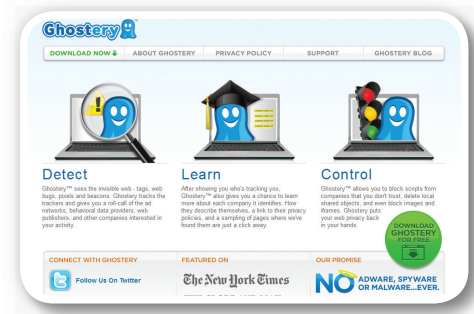 Ghostery
DOWNLOAD NOW
ABOUT GHOSTERY
PRIVACY POLICY
SUPPORT
GHOSTERY BLOG
Detect
Ghostery™ sees the invisible web - tags, web
bugs, pixels and beacons. Ghostery tracks the
trackers and gives you a roll-call of the ad
networks, behavioral data providers, web
publishers, and other companies interested in
your activity.
Learn
After showing you who's tracking you,
Ghostery™ also gives you a chance to learn
more about each company it identifies. How
they describe themselves, a link to their privacy
policies, and a sampling of pages where we've
found them are just a click away.
Control
Ghostery™ allows you to block scripts from
companies that you don't trust, delete local
shared objects, and even block images and
iframes. Ghostery puts
your web privacy back
in your hands.
DOWNLOAD
GHOSTERY
FOR FREE
CONNECT WITH GHOSTERY
Follow Us On Twitter
FEATURED ON
The New York Times
OUR PROMISE
NO ADWARE, SPYWARE
OR MALWARE...EVER.